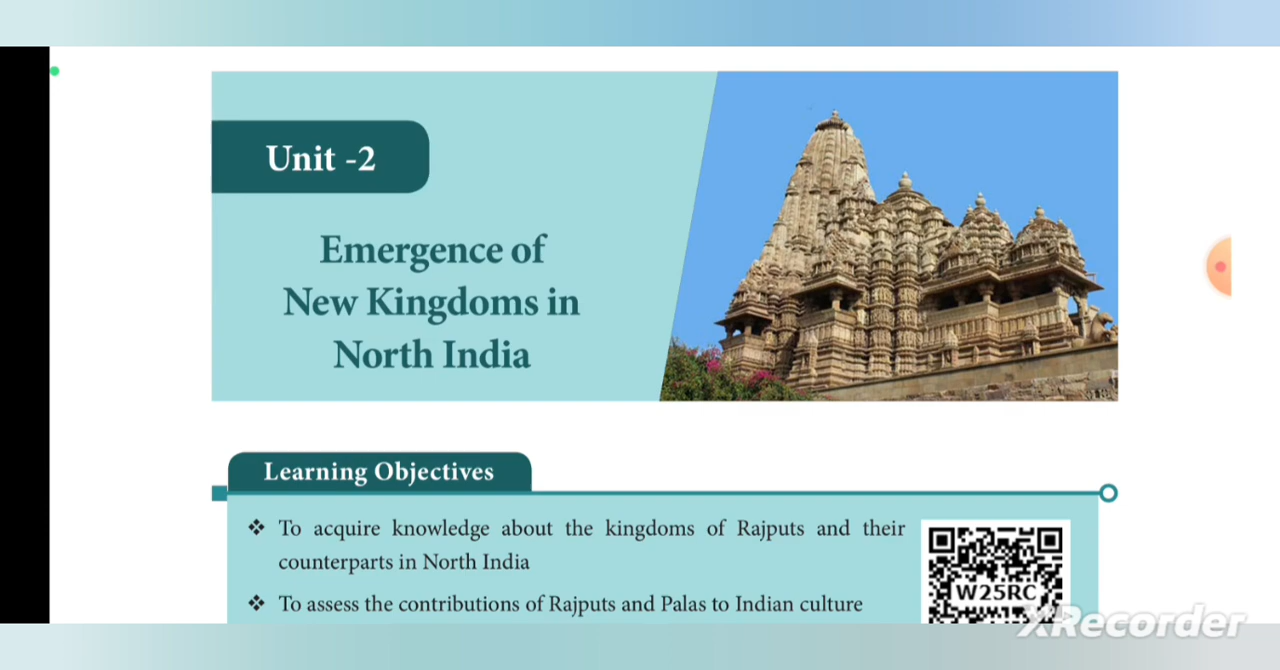 Unit -2
Emergence of
New Kingdoms in
North India
Learning Objectives
❖ To acquire knowledge about the kingdoms of Rajputs and their
counterparts in North India
❖ To assess the contributions of Rajputs and Palas to Indian culture
W25RC
XRecorder